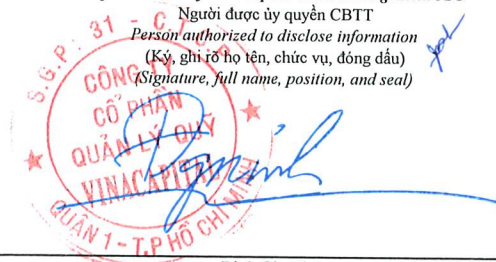 Người được ủy quyền CBTT
Person authorized to disclose information
(Ký, ghi rõ họ tên, chức vụ, đóng dấu)
(Signature, full name, position, and seal)
S.G.P: 31 - C.T.C.P
CÔNG TY
CỔ PHẦN
QUẢN LÝ QUỸ
VINACAPITAL
QUẬN 1 - T.P HỒ CHÍ MINH